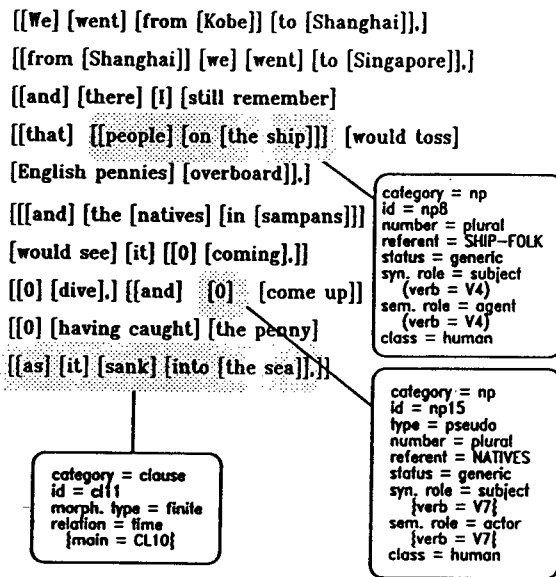 [[We] [went] [from [Kobe]] [to [Shanghai]].]
[[from [Shanghai]] [we] [went] [to [Singapore]].]
[[and] [there] [I] [still remember]
[[that] [[people] [on [the ship]]] [would toss]
[English pennies] [overboard]].]
[[[and] [the [natives] [in [sampans]]]
[would see] [it] [[0] [coming].]]
[[0] [dive].] [[and] [0] [come up]]
[[0] [having caught] [the penny]
[[as] [it] [sank] [into [the sea]].]]
category = np
id = np8
number = plural
referent = SHIP-FOLK
status = generic
syn. role = subject
(verb = V4)
sem. role = agent
(verb = V4)
class = human
category = np
id = np15
type = pseudo
number = plural
referent = NATIVES
status = generic
syn. role = subject
{verb = V7}
sem. role = actor
{verb = V7}
class = human
category = clause
id = cl11
morph. type = finite
relation = time
{main = CL10}